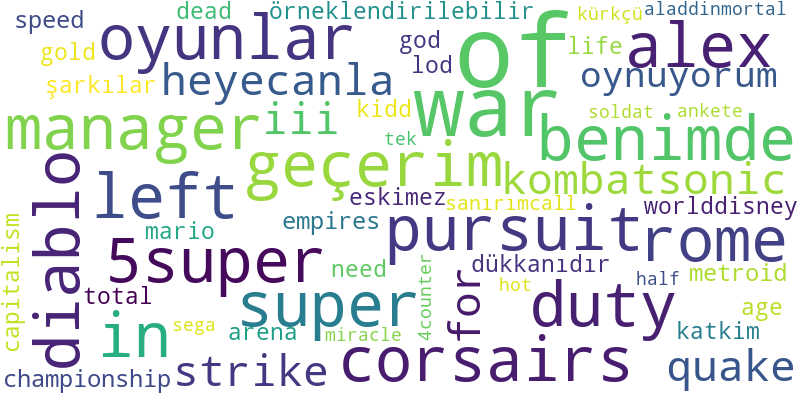 speed dead örneklendirilebilir kürkçü aladdinmortal
gold oyunlar god of life alex
şarkılar heyecanla lod oynuyorum
manager iii kidd war soldat ankete
tek benimde
diablo left geçerim kombatsonic
eskimez sanırımcall worlddisney
capitalism mario empires pursuit rome
5super need 4counter for dükkanıdır metroid
total in super hot duty half age
sega arena miracle katkim
championship strike corsairs quake